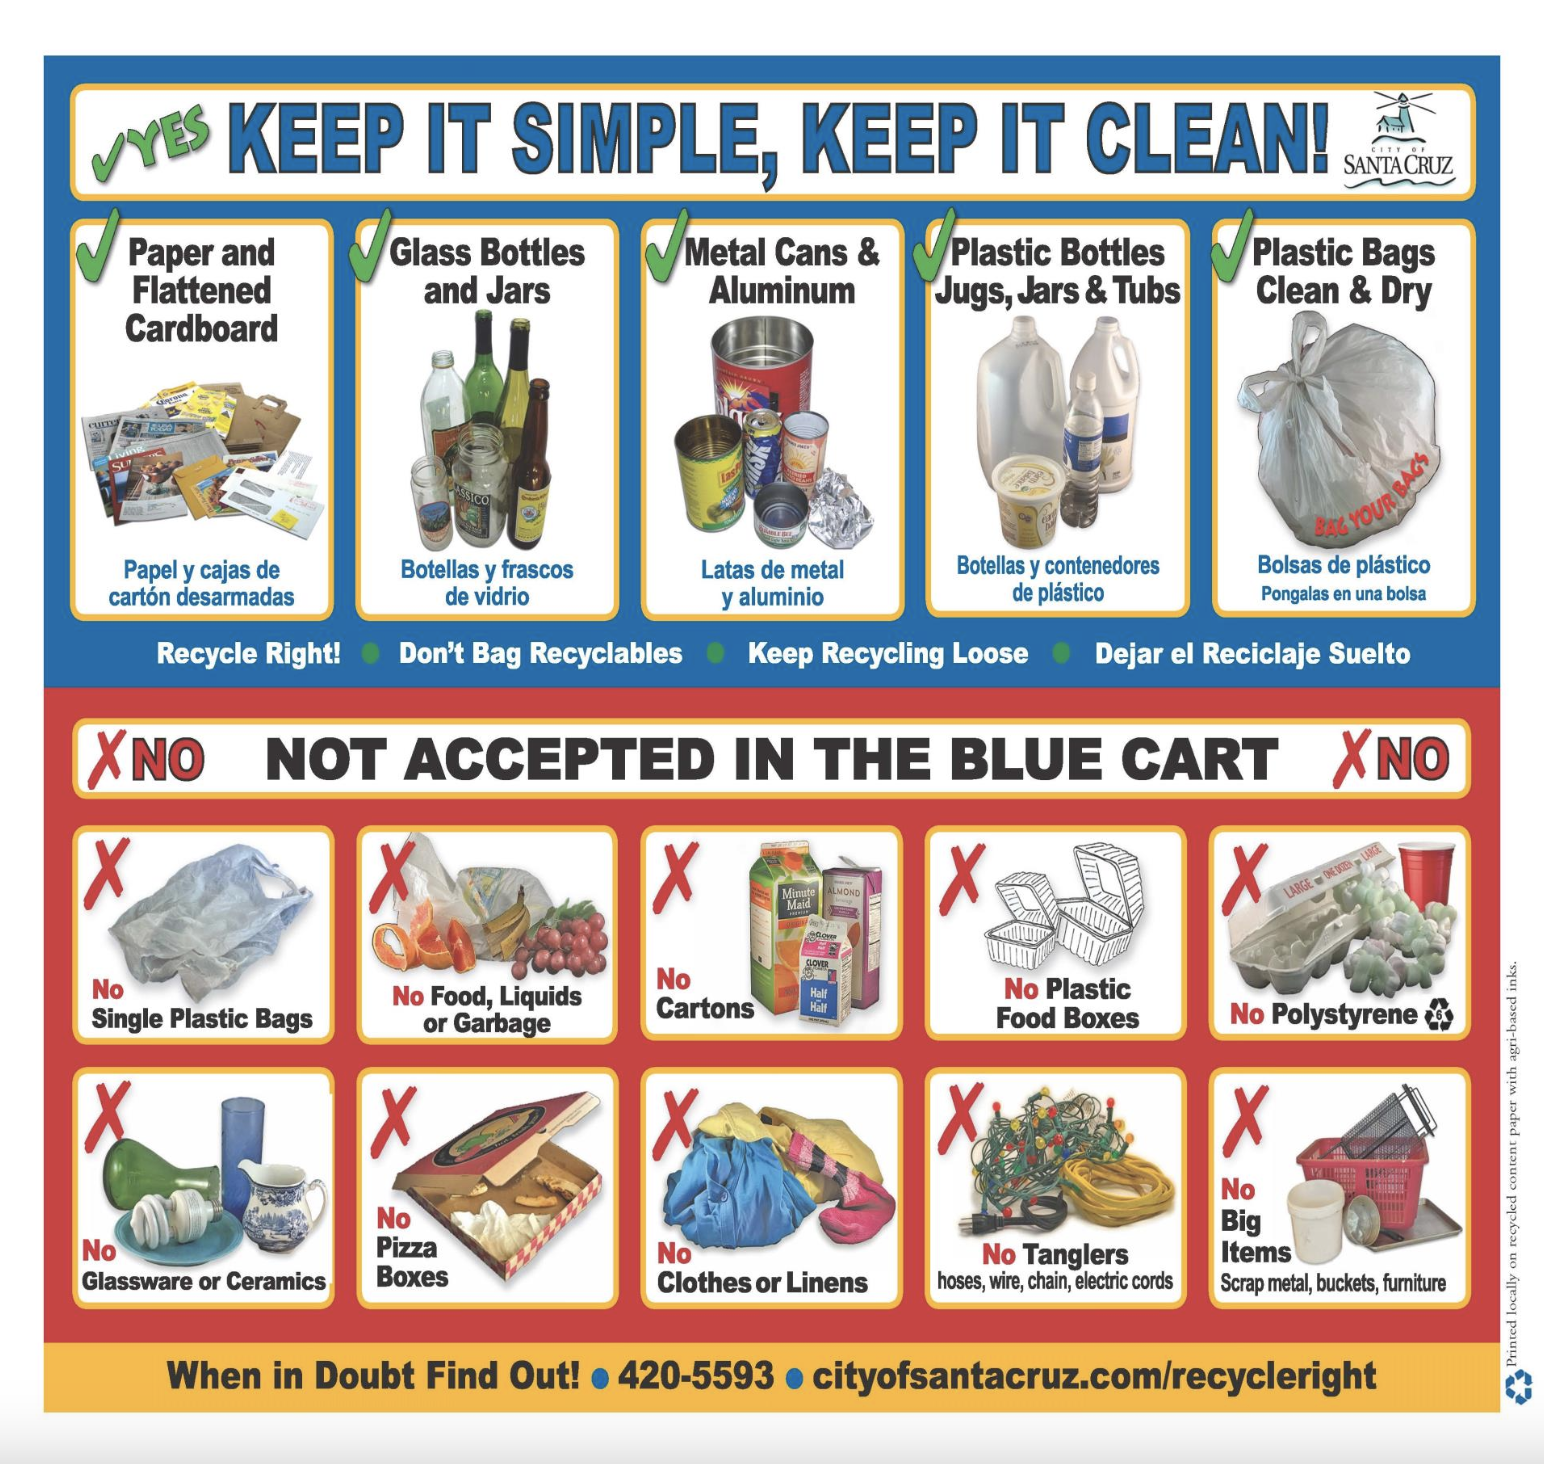 YES KEEP IT SIMPLE, KEEP IT CLEAN!
CITY OF
SANTA CRUZ
Paper and
Flattened
Cardboard
Papel y cajas de
cartón desarmadas
Glass Bottles
and Jars
CLASSICO
Botellas y frascos
de vidrio
Metal Cans &
Aluminum
Latas de metal
y aluminio
Plastic Bottles
Jugs, Jars & Tubs
Botellas y contenedores
de plástico
Plastic Bags
Clean & Dry
BAG YOUR BAGS
Bolsas de plástico
Pongalas en una bolsa
Recycle Right! Don't Bag Recyclables Keep Recycling Loose Dejar el Reciclaje Suelto
NO NOT ACCEPTED IN THE BLUE CART NO
No
Single Plastic Bags
No Food, Liquids
or Garbage
Minute
Maid
ALMOND
CLOVER
CLOVER
Half
Half
No
Cartons
No Plastic
Food Boxes
LARGE ONE DOZEN LARGE
No Polystyrene 6
No
Glassware or Ceramics
No
Pizza
Boxes
No
Clothes or Linens
No Tanglers
hoses, wire, chain, electric cords
No
Big
Items
Scrap metal, buckets, furniture
When in Doubt Find Out! • 420-5593 • cityofsantacruz.com/recycleright
Printed locally on recycled content paper with agri-based inks.